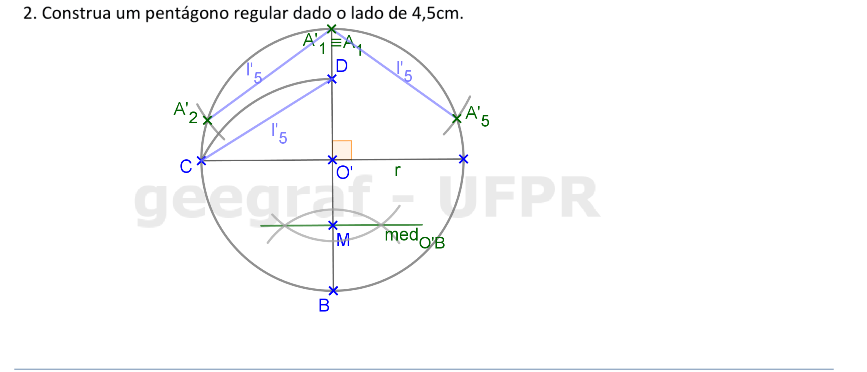 2. Construa um pentágono regular dado o lado de 4,5cm.
A'1≡A1
D
l'5
l'5
A'2
A'5
l'5
C
O'
r
geegraf - UFPR
M
medO'B
B